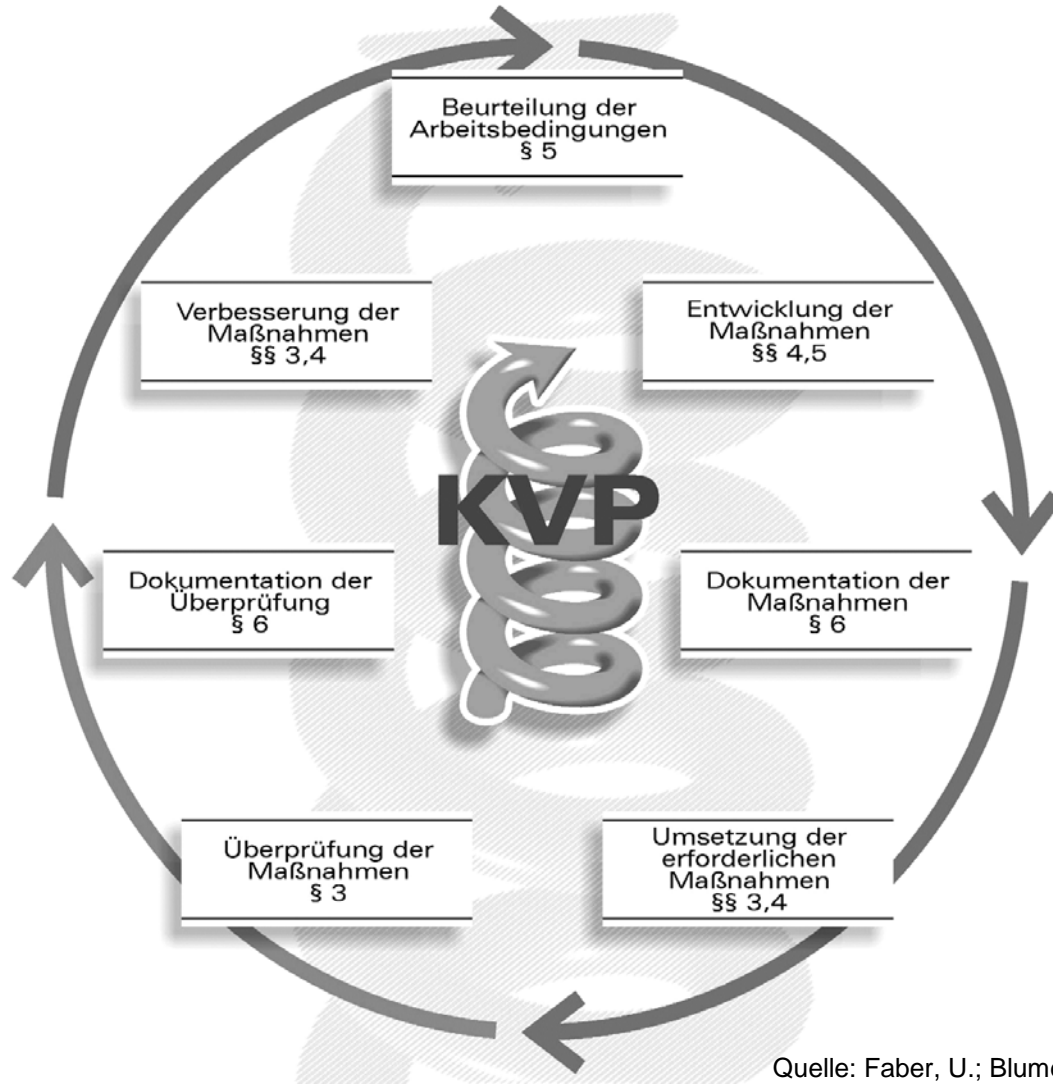 Beurteilung der
Arbeitsbedingungen
§ 5
Verbesserung der
Maßnahmen
§§ 3,4
Entwicklung der
Maßnahmen
§§ 4,5
KVP
Dokumentation der
Überprüfung
§ 6
Dokumentation der
Maßnahmen
§ 6
Überprüfung der
Maßnahmen
§ 3
Umsetzung der
erforderlichen
Maßnahmen
§§ 3,4
Quelle: Faber, U.; Blume